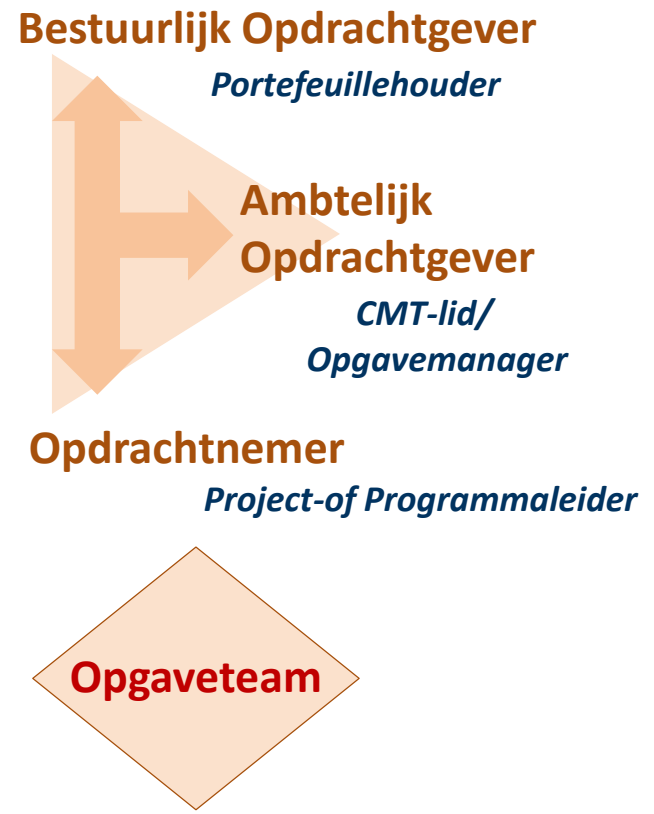 Bestuurlijk Opdrachtgever
Portefeuillehouder
Ambtelijk
Opdrachtgever
CMT-lid/
Opgavemanager
Opdrachtnemer
Project-of Programmaleider
Opgaveteam